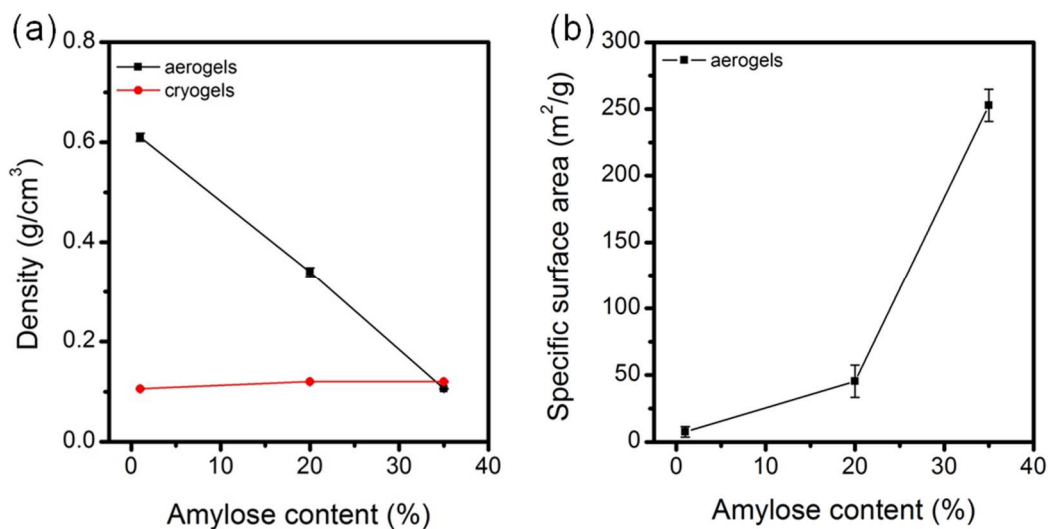 (a)
0.8
0.6
0.4
0.2
0.0
Density (g/cm³)
aerogels
cryogels
0 10 20 30 40
Amylose content (%)
(b)
300
250
200
150
100
50
0
Specific surface area (m²/g)
aerogels
0 10 20 30 40
Amylose content (%)